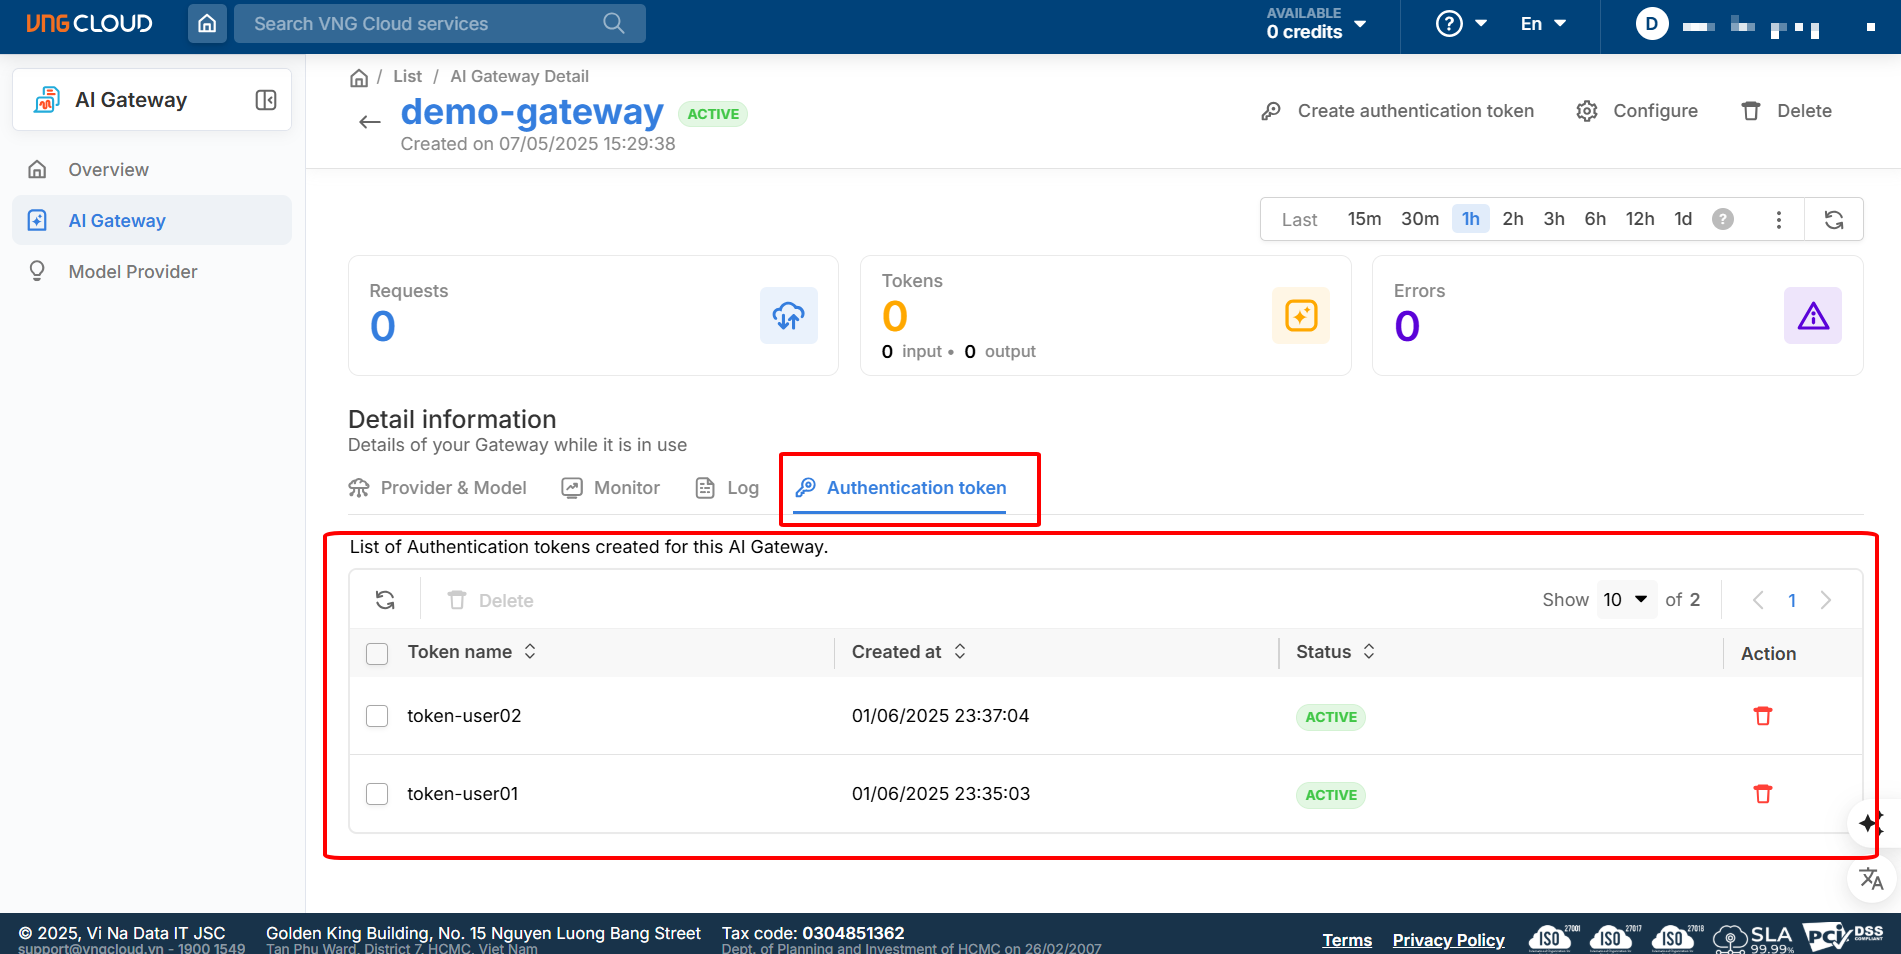 VNG CLOUD
Search VNG Cloud services
AVAILABLE
0 credits
?
En
D
AI Gateway
Overview
AI Gateway
Model Provider
/ List / AI Gateway Detail
demo-gateway ACTIVE
Created on 07/05/2025 15:29:38
Create authentication token
Configure
Delete
Last 15m 30m 1h 2h 3h 6h 12h 1d ?
Requests
0
Tokens
0
0 input • 0 output
Errors
0
Detail information
Details of your Gateway while it is in use
Provider & Model Monitor Log Authentication token
List of Authentication tokens created for this AI Gateway.
Delete
Show 10 of 2
1
Token name Created at Status Action
token-user02 01/06/2025 23:37:04 ACTIVE
token-user01 01/06/2025 23:35:03 ACTIVE
© 2025, Vi Na Data IT JSC
support@vngcloud.vn - 1900 1549
Golden King Building, No. 15 Nguyen Luong Bang Street
Tan Phu Ward, District 7, HCMC, Viet Nam
Tax code: 0304851362
Dept. of Planning and Investment of HCMC on 26/02/2007
Terms Privacy Policy
ISO 27001
ISO 27017
ISO 27018
SLA
99.99%
PCI DSS
COMPLIANT